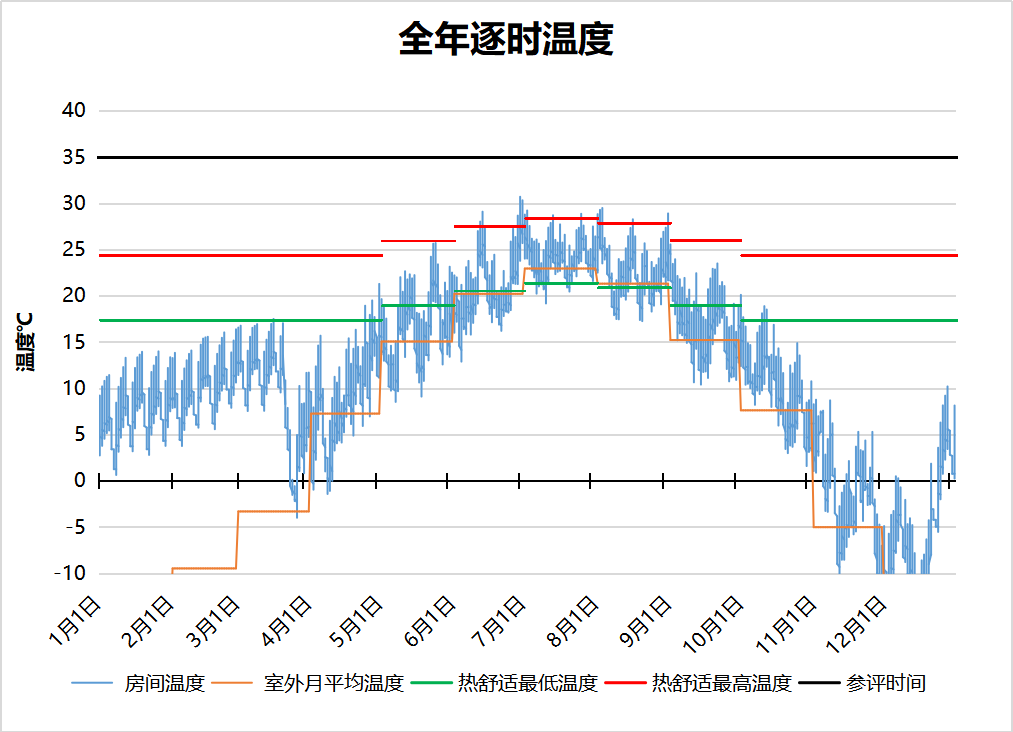 全年逐时温度
40
35
30
25
20
15
10
5
0
-5
-10
温度℃
1月1日
2月1日
3月1日
4月1日
5月1日
6月1日
7月1日
8月1日
9月1日
10月1日
11月1日
12月1日
房间温度 室外月平均温度 热舒适最低温度 热舒适最高温度 参评时间